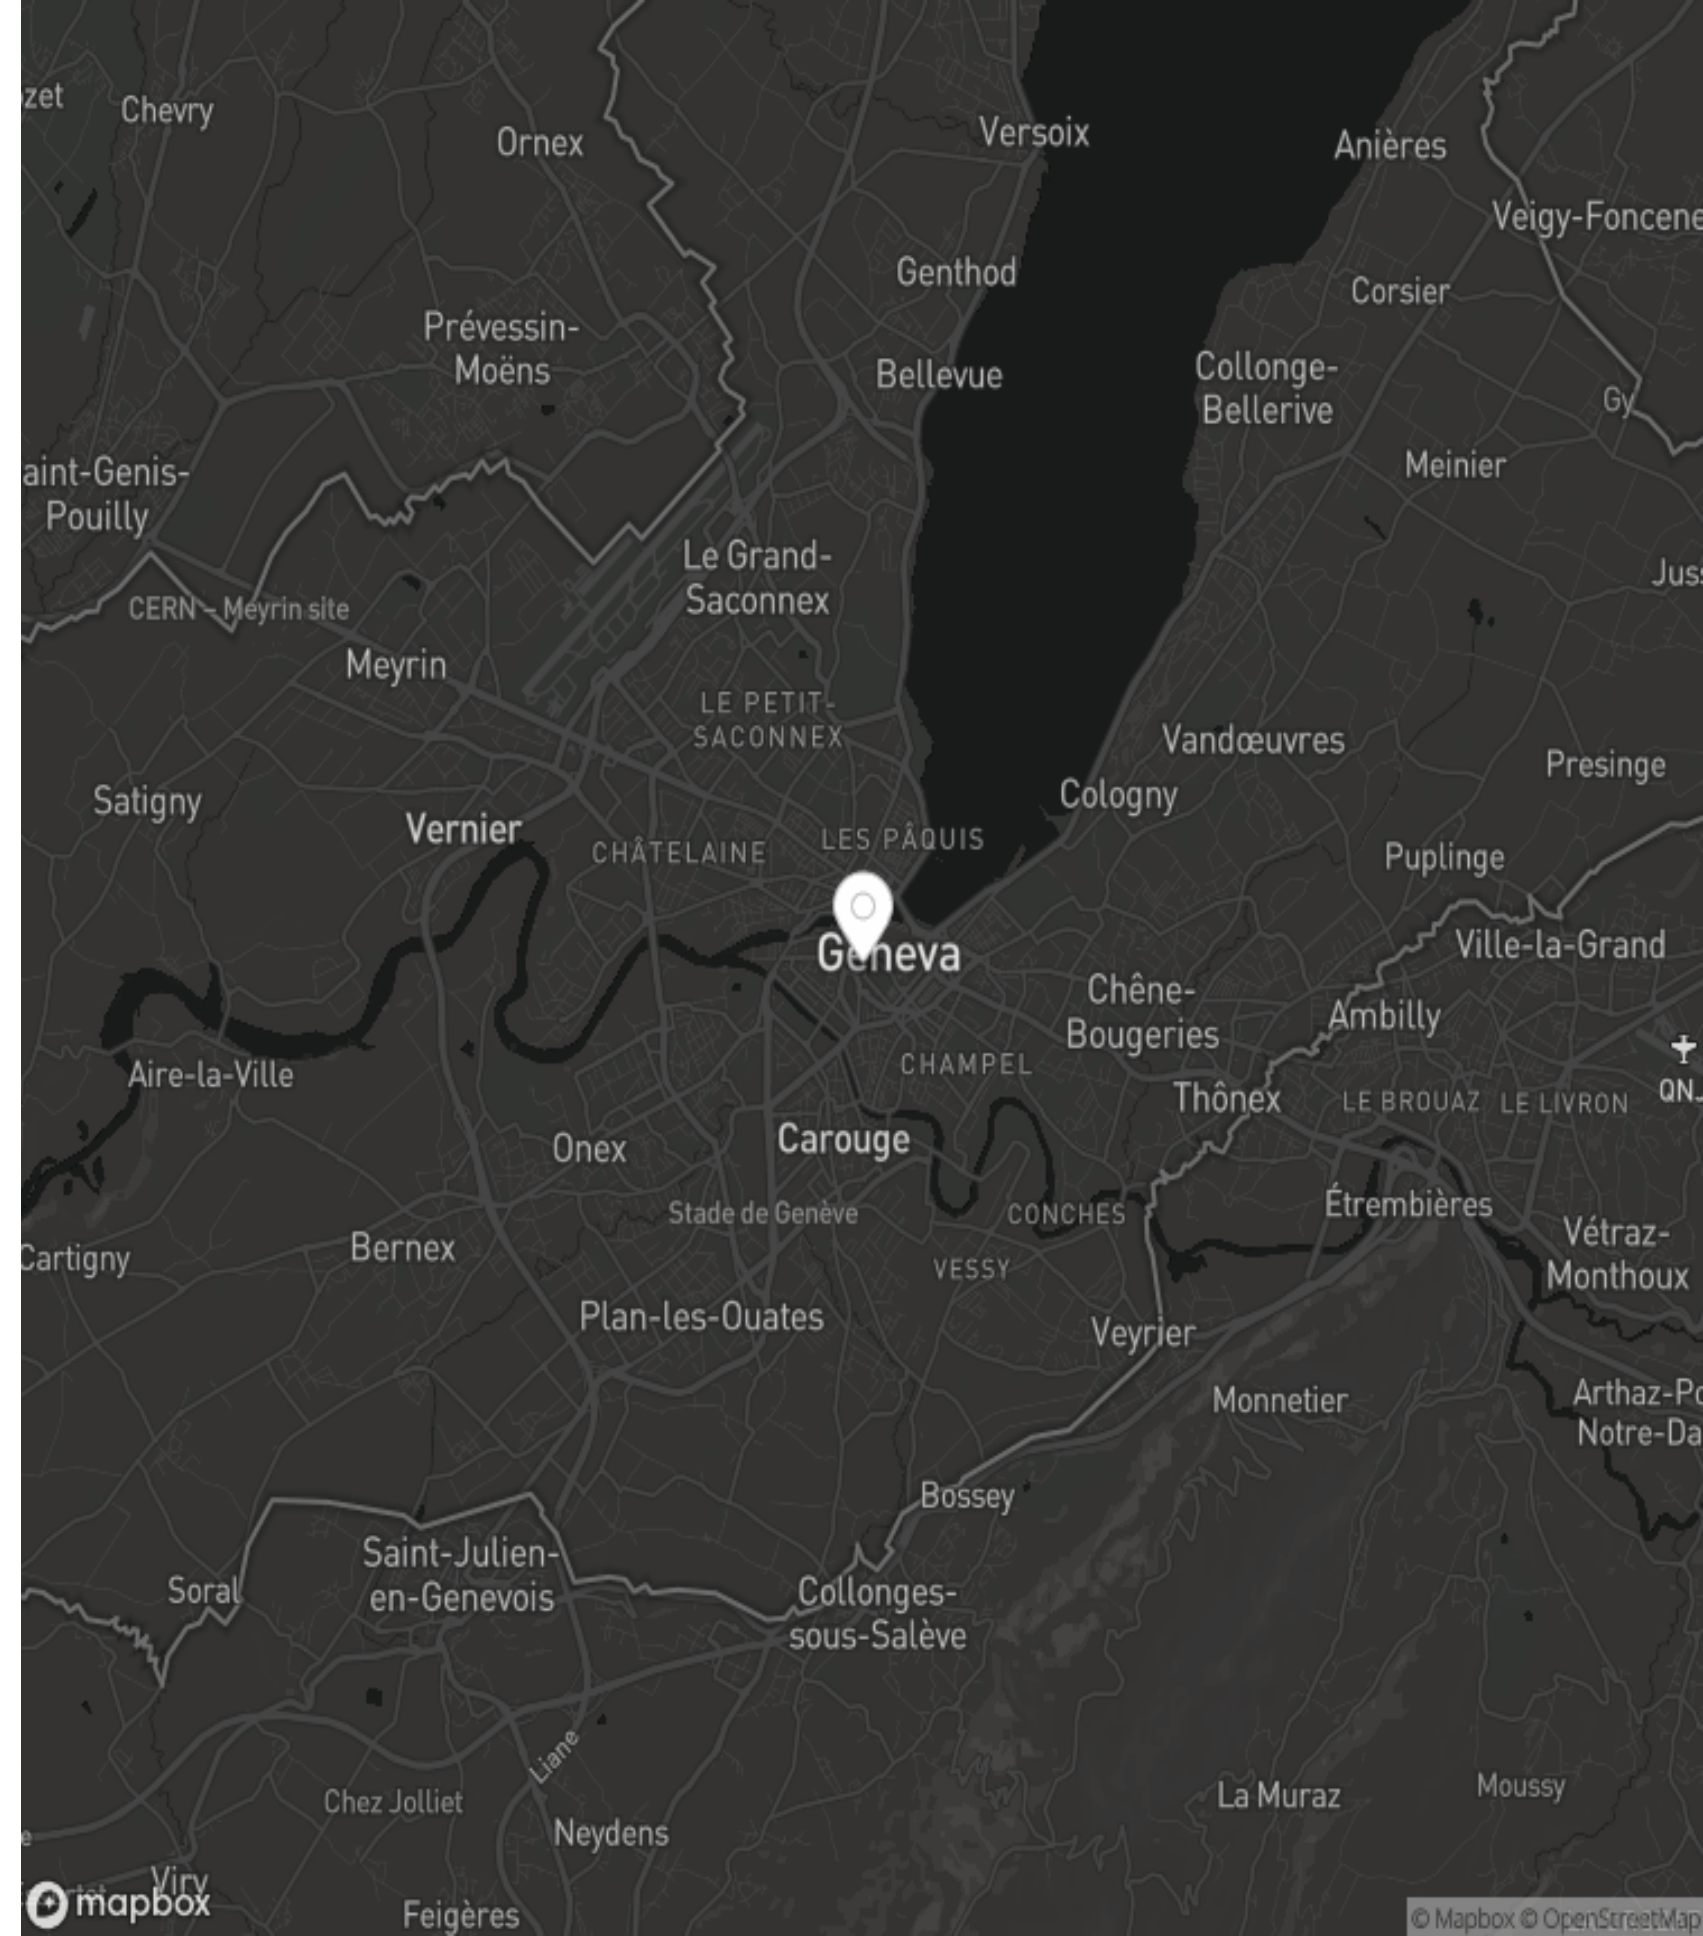 zet
Chevry
Ornex
Versoix
Anières
Veigy-Foncene
Genthod
Corsier
Prévessin-
Moëns
Bellevue
Collonge-
Bellerive
Gy
Meinier
aint-Genis-
Pouilly
Le Grand-
Saconnex
Juss
CERN – Meyrin site
Meyrin
LE PETIT-
SACONNEX
Vandœuvres
Presinge
Cologny
Satigny
Vernier
CHÂTELAINE
LES PÂQUIS
Puplinge
Geneva
Ville-la-Grand
Chêne-
Bougeries
Ambilly
CHAMPEL
Aire-la-Ville
Thônex
LE BROUAZ
LE LIVRON
QNJ
Onex
Carouge
Stade de Genève
CONCHES
Étrembières
Cartigny
Bernex
VESSY
Vétraz-
Monthoux
Plan-les-Ouates
Veyrier
Monnetier
Arthaz-Po
Notre-Da
Bossey
Saint-Julien-
en-Genevois
Soral
Collonges-
sous-Salève
Liane
Chez Jolliet
La Muraz
Moussy
Neydens
Viry
mapbox
Feigères
© Mapbox © OpenStreetMap